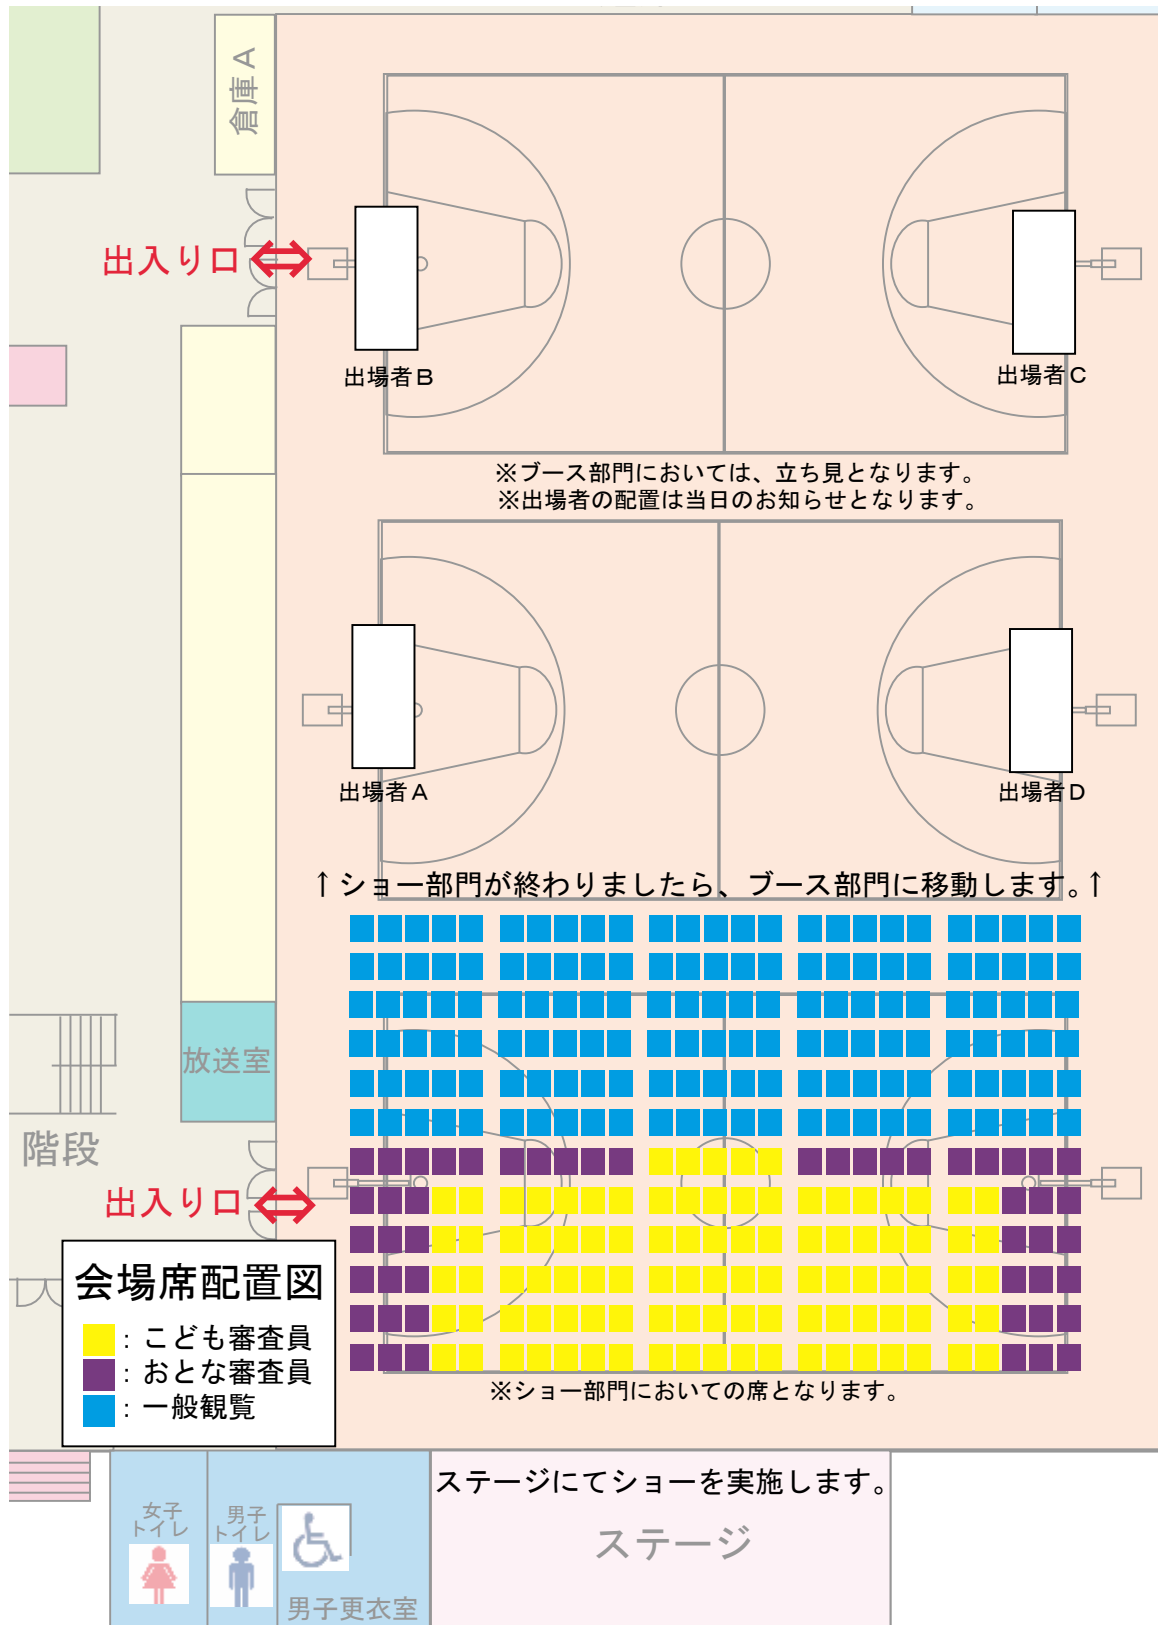 倉庫A
出入り口
出場者B
出場者C
※ブース部門においては、立ち見となります。
※出場者の配置は当日のお知らせとなります。
出場者A
出場者D
↑ショー部門が終わりましたら、ブース部門に移動します。↑
放送室
階段
出入り口
会場席配置図
：こども審査員
：おとな審査員
：一般観覧
※ショー部門においての席となります。
ステージにてショーを実施します。
ステージ
女子
トイレ
男子
トイレ
男子更衣室